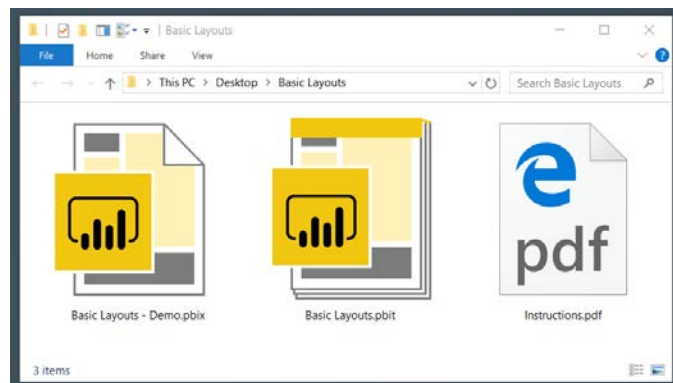 Basic Layouts
File Home Share View
This PC > Desktop > Basic Layouts
Search Basic Layouts
pdf
Basic Layouts - Demo.pbix
Basic Layouts.pbit
Instructions.pdf
3 items